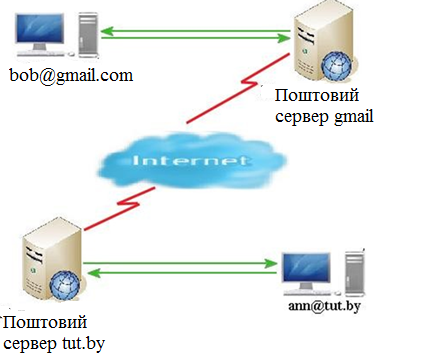 bob@gmail.com
Поштовий
сервер gmail
Internet
ann@tut.by
Поштовий
сервер tut.by